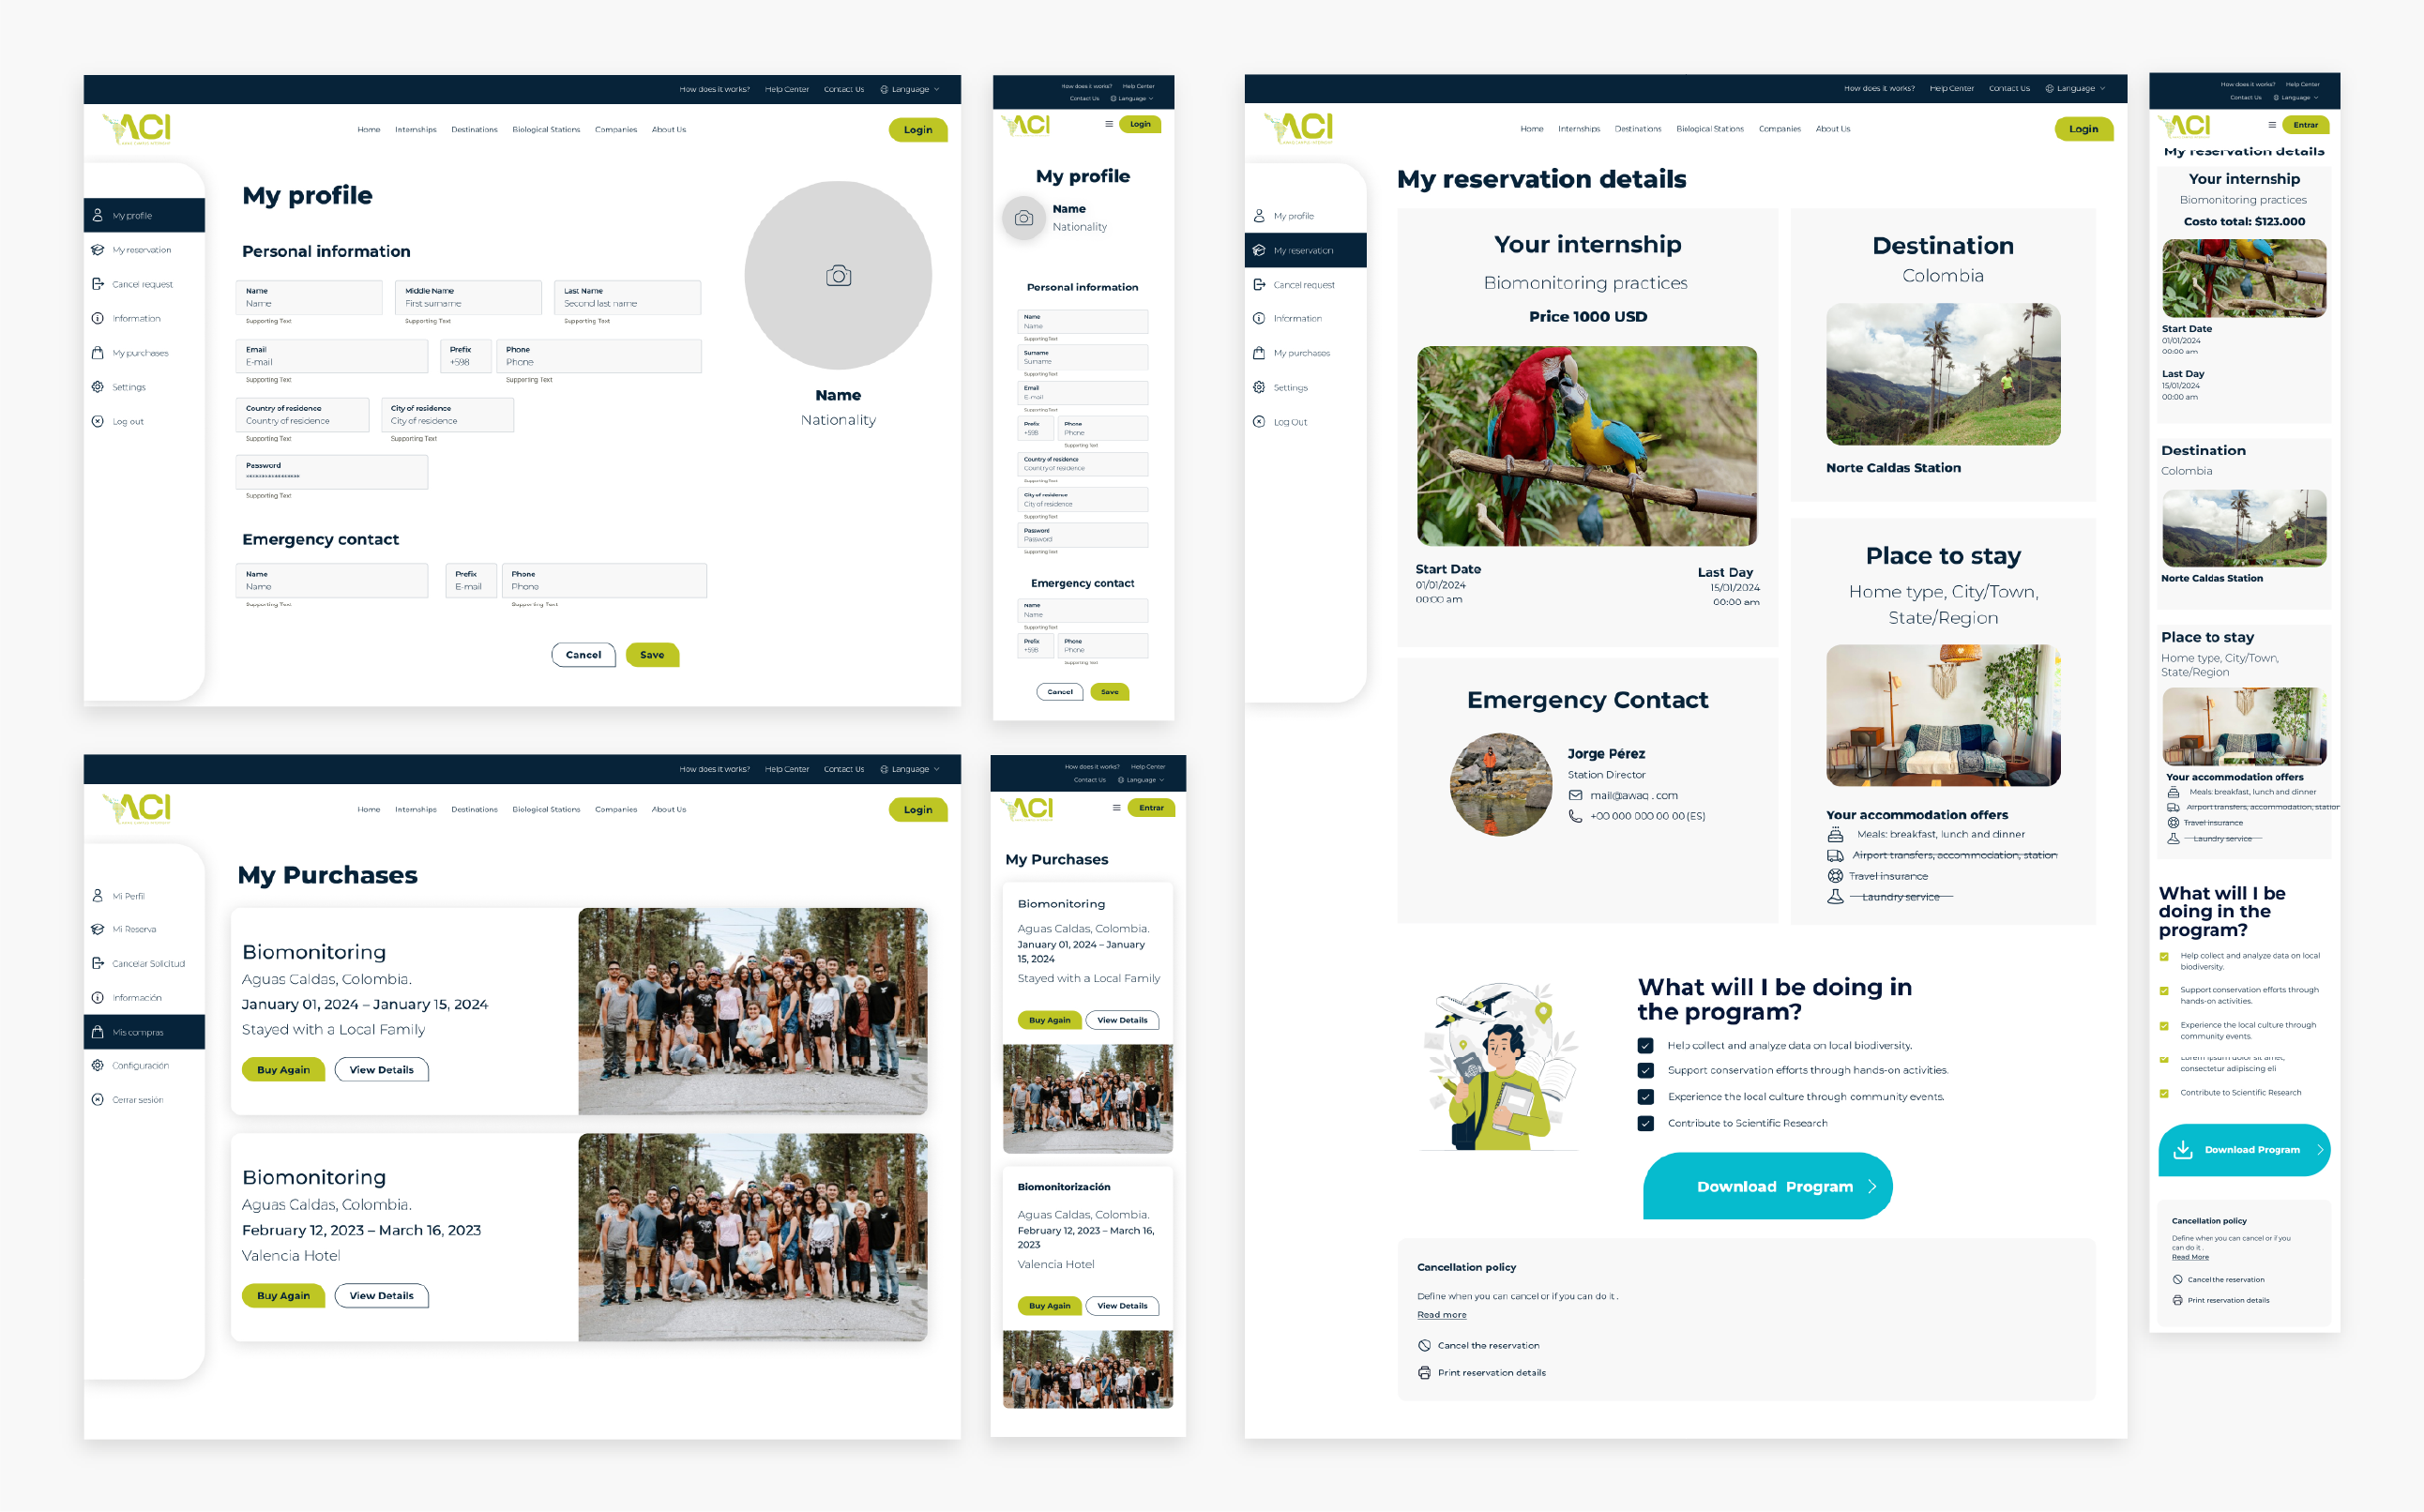 How does it works? Help Center Contact Us Language
ACI
Home Internships Destinations Biological Stations Companies About Us
Login
My profile
My reservation
Cancel request
Information
My purchases
Settings
Log out
My profile
Personal information
Name
Name
Supporting Text
Middle Name
First surname
Supporting Text
Last Name
Second last name
Supporting Text
Email
E-mail
Supporting Text
Prefix
+598
Phone
Phone
Supporting Text
Country of residence
Country of residence
Supporting Text
City of residence
City of residence
Supporting Text
Password
******************
Supporting Text
Emergency contact
Name
Name
Supporting Text
Prefix
E-mail
Phone
Phone
Supporting Text
Cancel
Save
Name
Nationality
How does it works? Help Center
Contact Us Language
ACI
Login
My profile
Name
Nationality
Personal information
Name
Name
Supporting Text
Surname
Surname
Supporting Text
Email
E-mail
Supporting Text
Prefix
+598
Phone
Phone
Supporting Text
Country of residence
Country of residence
Supporting Text
City of residence
City of residence
Supporting Text
Password
Password
Supporting Text
Emergency contact
Name
Name
Supporting Text
Prefix
+598
Phone
Phone
Supporting Text
Cancel
Save
How does it works? Help Center Contact Us Language
ACI
Home Internships Destinations Biological Stations Companies About Us
Login
Mi Perfil
Mi Reserva
Cancelar Solicitud
Información
Mis compras
Configuración
Cerrar sesión
My Purchases
Biomonitoring
Aguas Caldas, Colombia.
January 01, 2024 – January 15, 2024
Stayed with a Local Family
Buy Again
View Details
Biomonitoring
Aguas Caldas, Colombia.
February 12, 2023 – March 16, 2023
Valencia Hotel
Buy Again
View Details
How does it works? Help Center
Contact Us Language
ACI
Entrar
My Purchases
Biomonitoring
Aguas Caldas, Colombia.
January 01, 2024 – January
15, 2024
Stayed with a Local Family
Buy Again
View Details
Biomonitorización
Aguas Caldas, Colombia.
February 12, 2023 – March 16,
2023
Valencia Hotel
Buy Again
View Details
How does it works? Help Center Contact Us Language
ACI
Home Internships Destinations Biological Stations Companies About Us
Login
My profile
My reservation
Cancel request
Information
My purchases
Settings
Log Out
My reservation details
Your internship
Biomonitoring practices
Price 1000 USD
Start Date
01/01/2024
00:00 am
Last Day
15/01/2024
00:00 am
Destination
Colombia
Norte Caldas Station
Emergency Contact
Jorge Pérez
Station Director
mail@awaq . com
+00 000 000 00 00 (ES)
Place to stay
Home type, City/Town,
State/Region
Your accommodation offers
Meals: breakfast, lunch and dinner
Airport transfers, accommodation, station
Travel insurance
Laundry service
What will I be doing in
the program?
Help collect and analyze data on local biodiversity.
Support conservation efforts through hands-on activities.
Experience the local culture through community events.
Contribute to Scientific Research
Download Program
Cancellation policy
Define when you can cancel or if you can do it .
Read more
Cancel the reservation
Print reservation details
How does it works? Help Center
Contact Us Language
ACI
Entrar
My reservation details
Your internship
Biomonitoring practices
Costo total: $123.000
Start Date
01/01/2024
00:00 am
Last Day
15/01/2024
00:00 am
Destination
Colombia
Norte Caldas Station
Place to stay
Home type, City/Town,
State/Region
Your accommodation offers
Meals: breakfast, lunch and dinner
Airport transfers, accommodation, station
Travel insurance
Laundry service
What will I be
doing in the
program?
Help collect and analyze data on local
biodiversity.
Support conservation efforts through
hands-on activities.
Experience the local culture through
community events.
Lorem ipsum dolor sit amet,
consectetur adipiscing eli
Contribute to Scientific Research
Download Program
Cancellation policy
Define when you can cancel or if you
can do it .
Read More
Cancel the reservation
Print reservation details